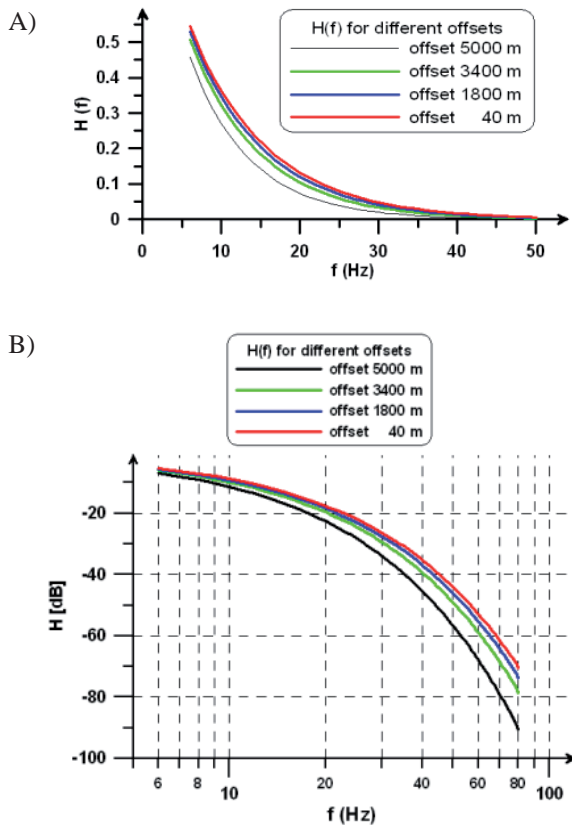 A)
H(f) for different offsets
offset 5000 m
offset 3400 m
offset 1800 m
offset 40 m
H (f)
0.5
0.4
0.3
0.2
0.1
0
0 10 20 30 40 50
f (Hz)
B)
H(f) for different offsets
offset 5000 m
offset 3400 m
offset 1800 m
offset 40 m
H [dB]
-20
-40
-60
-80
-100
6 8 10 20 40 60 80 100
f (Hz)